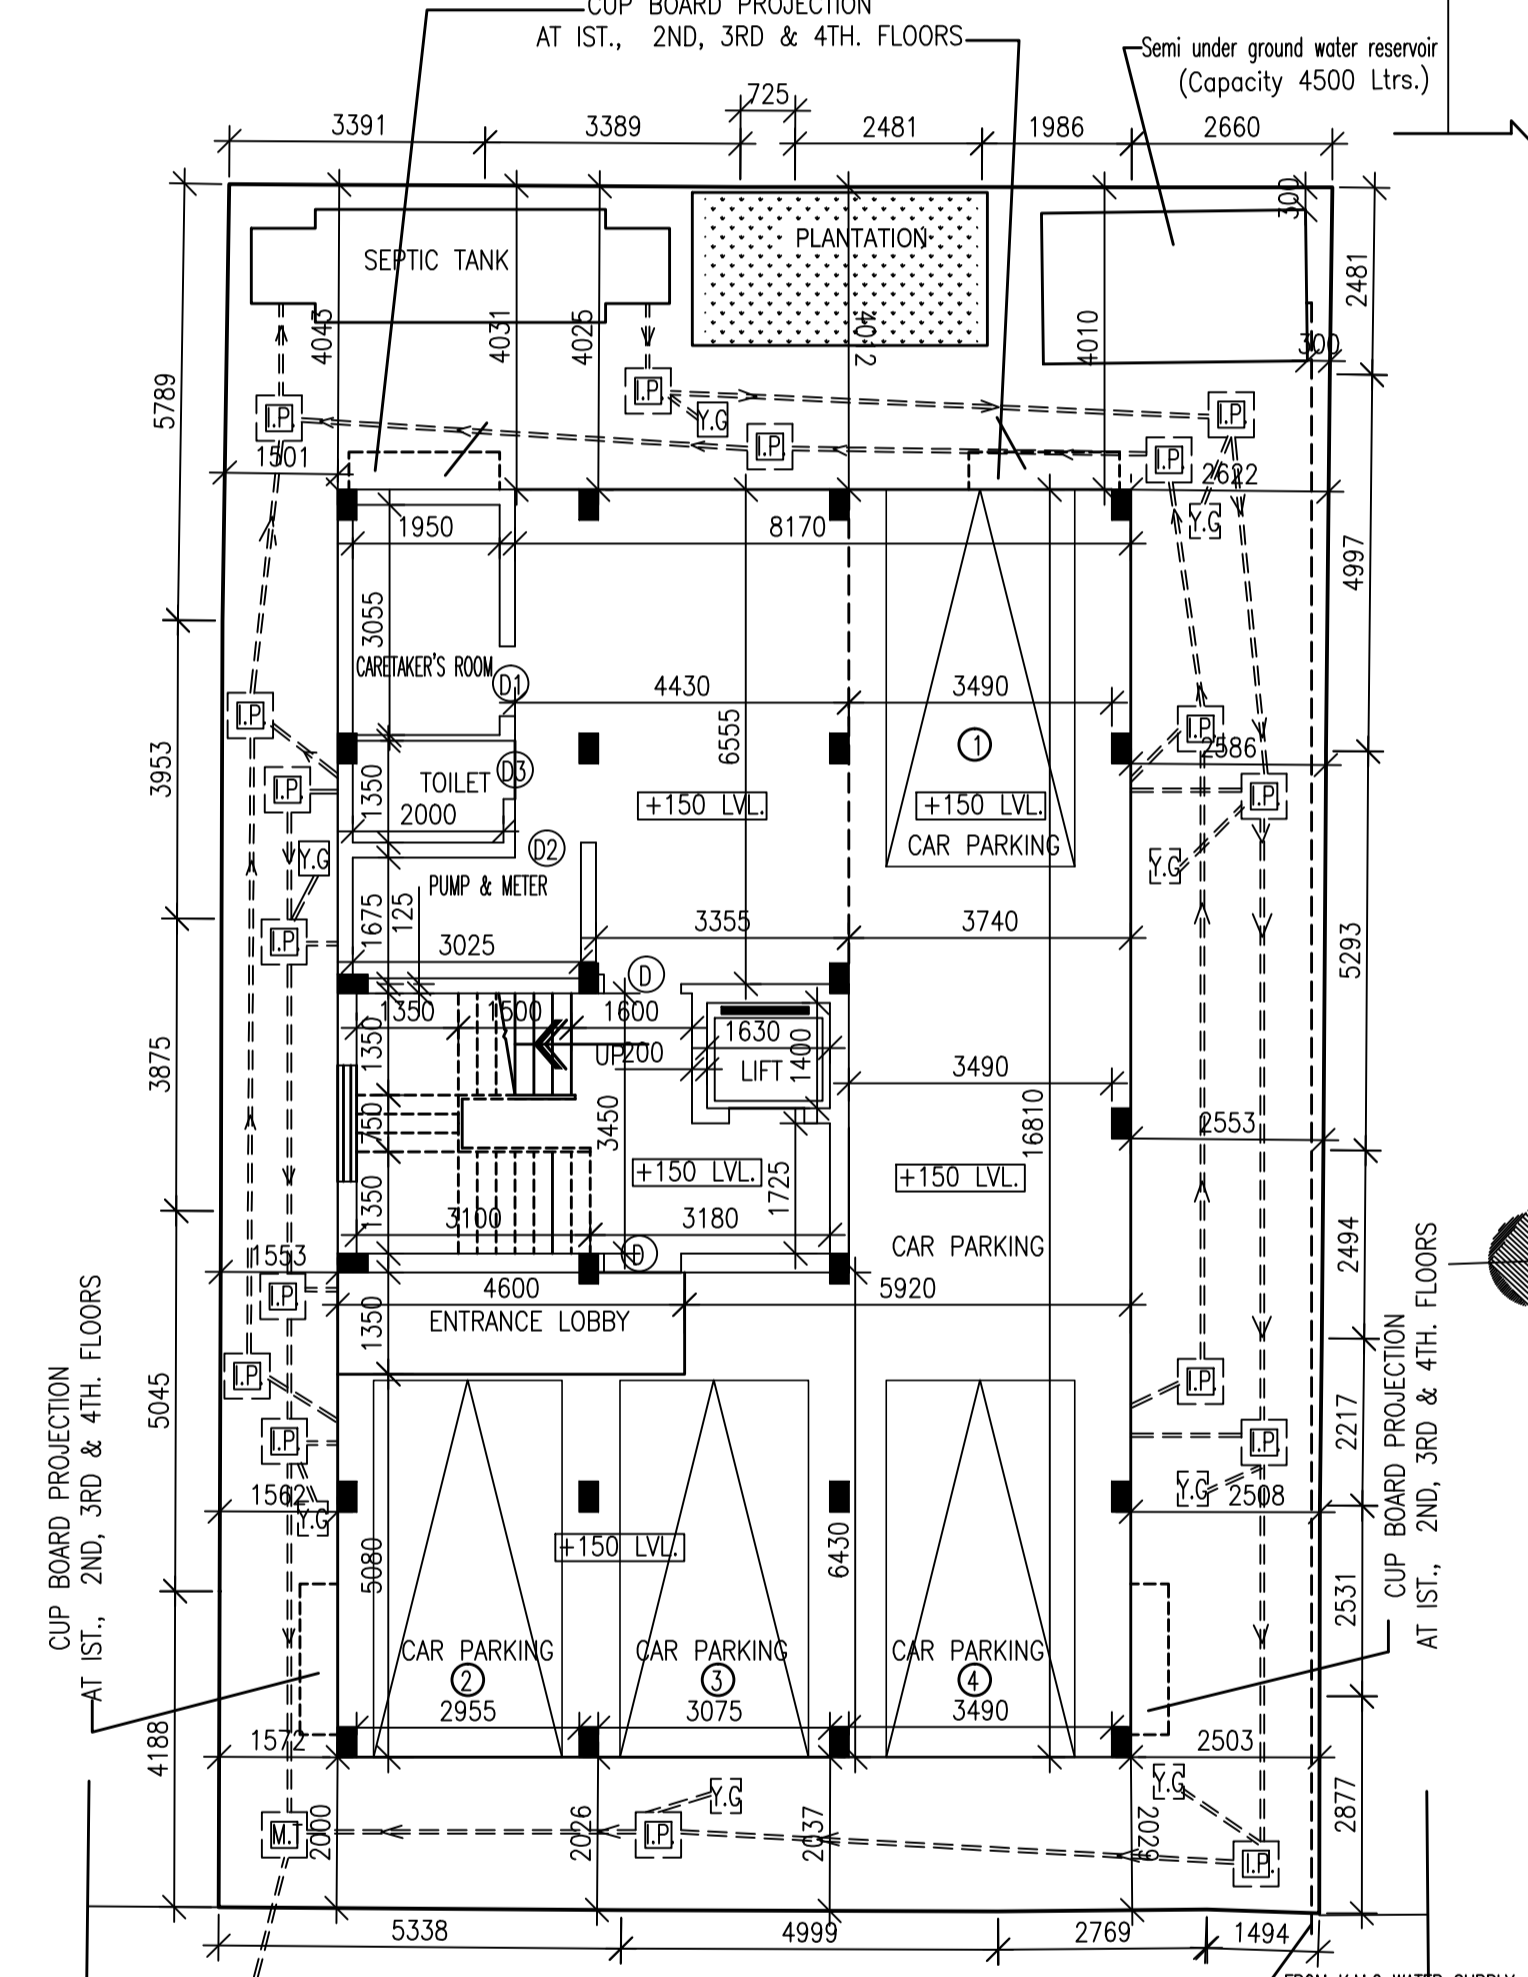 CUP BOARD PROJECTION
AT IST., 2ND, 3RD & 4TH. FLOORS
Semi under ground water reservoir
(Capacity 4500 Ltrs.)
725
3391
3389
2481
1986
2660
300
SEPTIC TANK
PLANTATION
2481
4043
4031
4025
4012
4010
300
5789
I.P.
I.P.
Y.G
I.P.
I.P.
I.P.
1501
2622
Y.G
1950
8170
4997
3055
CARETAKER'S ROOM
D1
4430
3490
6555
1
I.P.
I.P.
2586
3953
1350
TOILET
D3
2000
I.P.
+150 LVL.
+150 LVL.
I.P.
CAR PARKING
D2
Y.G
Y.G
PUMP & METER
1675
125
3025
3355
3740
I.P.
5293
D
1350
1500
1600
1350
UP
200
1630
1400
LIFT
3490
3875
750
3450
16810
2553
1350
1725
+150 LVL.
+150 LVL.
3100
3180
D
CAR PARKING
2494
1553
I.P.
4600
5920
1350
ENTRANCE LOBBY
I.P.
I.P.
CUP BOARD PROJECTION
AT IST., 2ND, 3RD & 4TH. FLOORS
CUP BOARD PROJECTION
AT IST., 2ND, 3RD & 4TH. FLOORS
5045
2217
I.P.
I.P.
1562
Y.G
Y.G
2508
5080
+150 LVL.
6430
2531
CAR PARKING
CAR PARKING
CAR PARKING
2
3
4
2955
3075
3490
4188
1572
2503
Y.G
Y.G
2877
M.
2000
2026
I.P.
2037
2029
I.P.
5338
4999
2769
1494
FROM K.M.C WATER SUPPLY